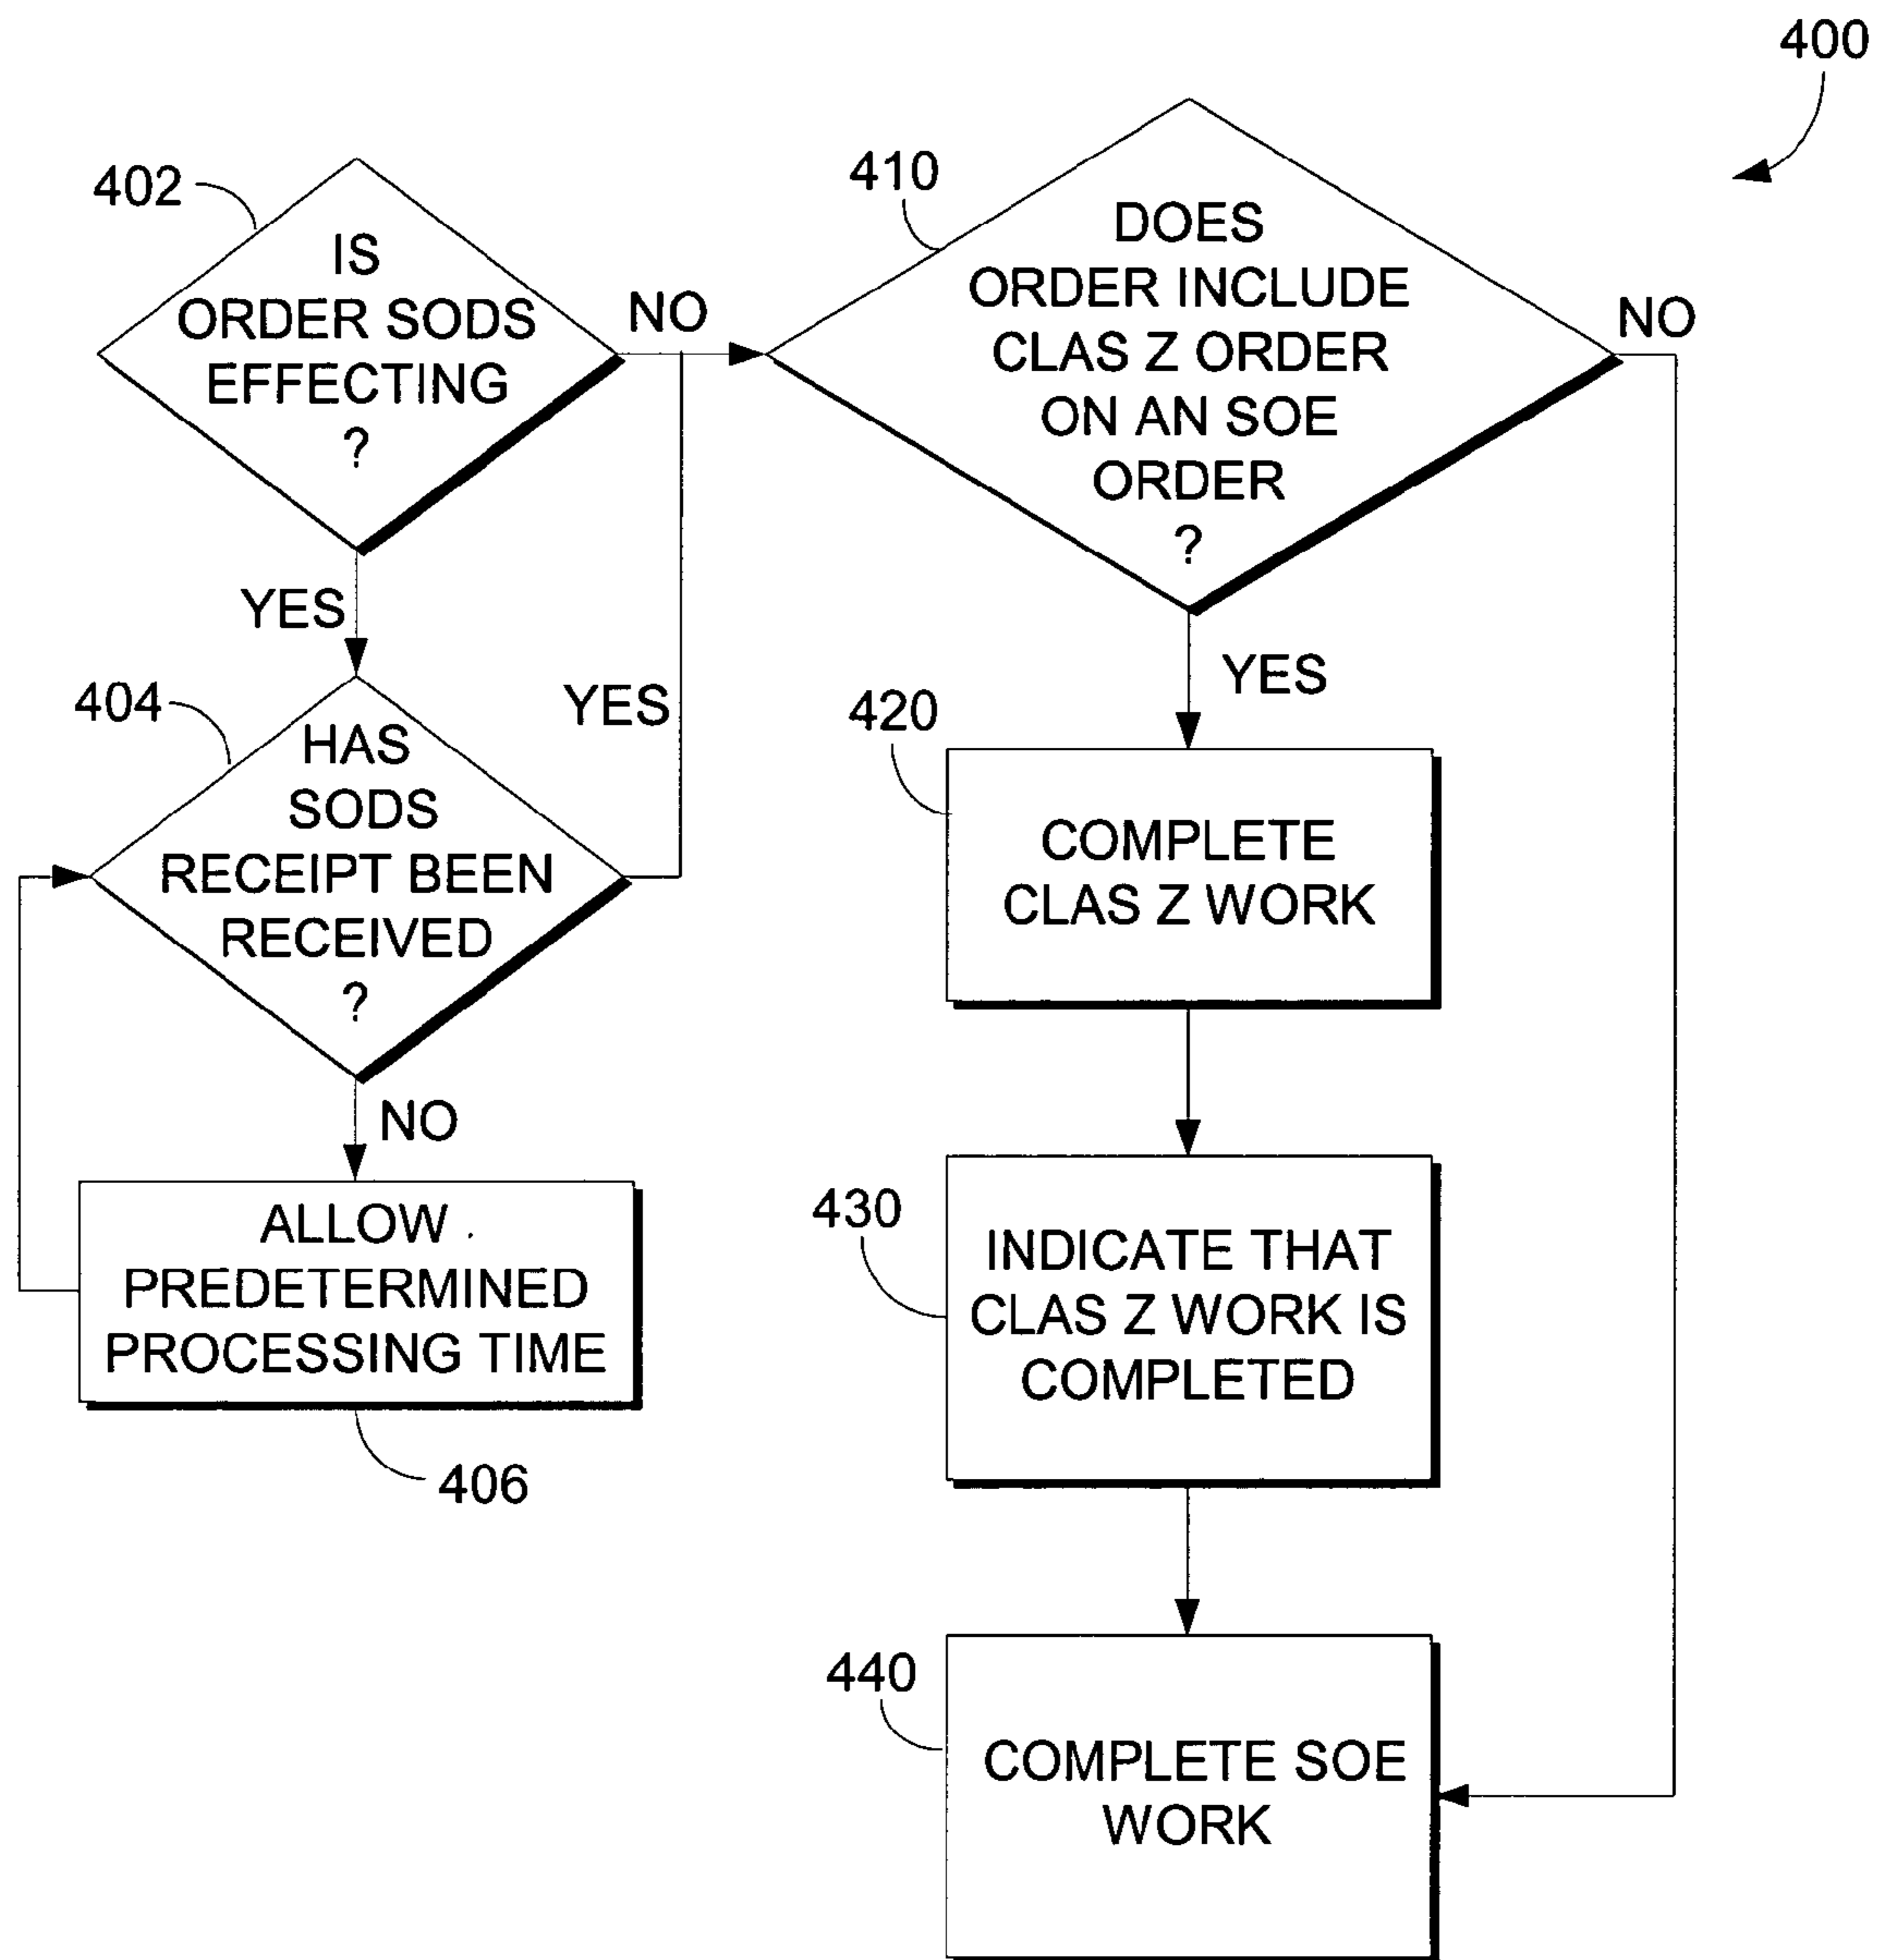 400
402
IS
ORDER SODS
EFFECTING
?
NO
YES
404
HAS
SODS
RECEIPT BEEN
RECEIVED
?
YES
NO
ALLOW
PREDETERMINED
PROCESSING TIME
406
410
DOES
ORDER INCLUDE
CLAS Z ORDER
ON AN SOE
ORDER
?
NO
YES
420
COMPLETE
CLAS Z WORK
430
INDICATE THAT
CLAS Z WORK IS
COMPLETED
440
COMPLETE SOE
WORK